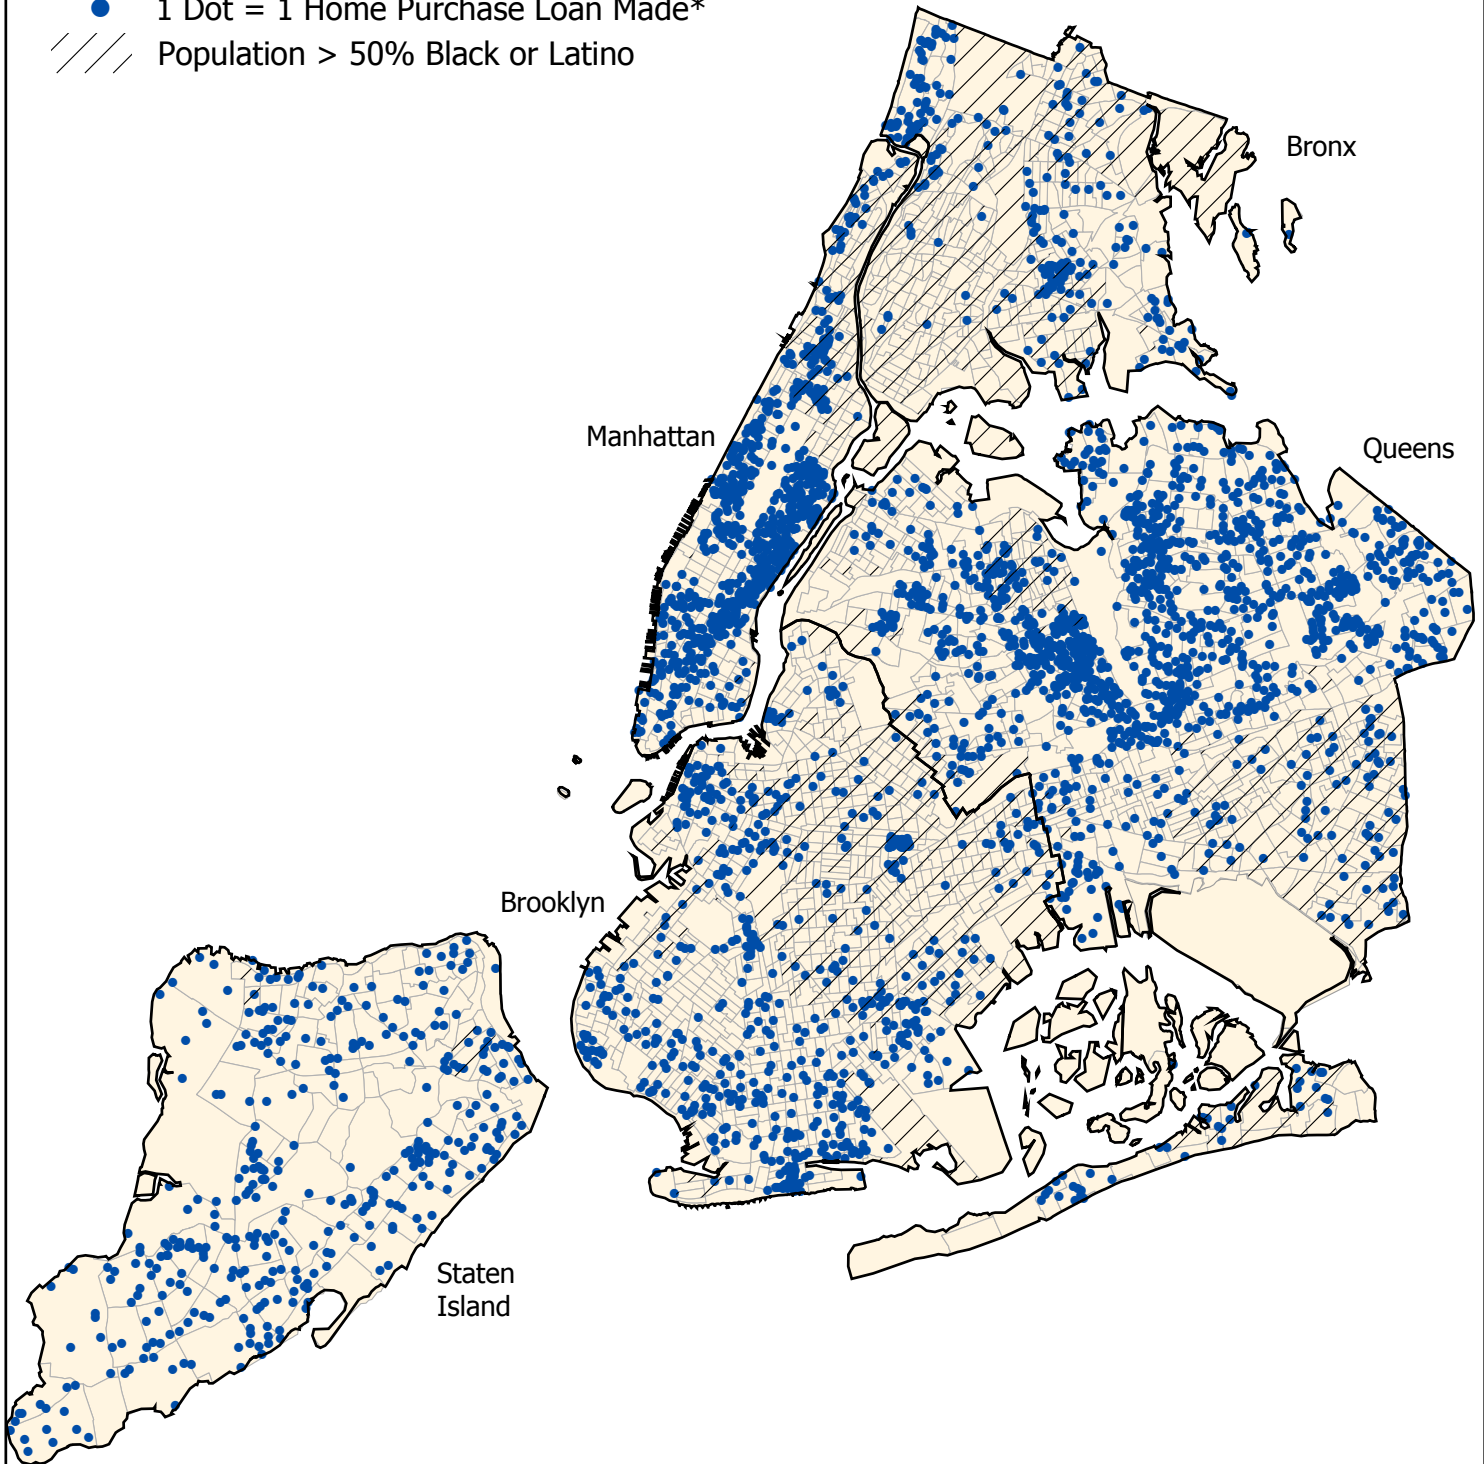 1 Dot = 1 Home Purchase Loan Made*
Population > 50% Black or Latino
Bronx
Manhattan
Queens
Brooklyn
Staten
Island